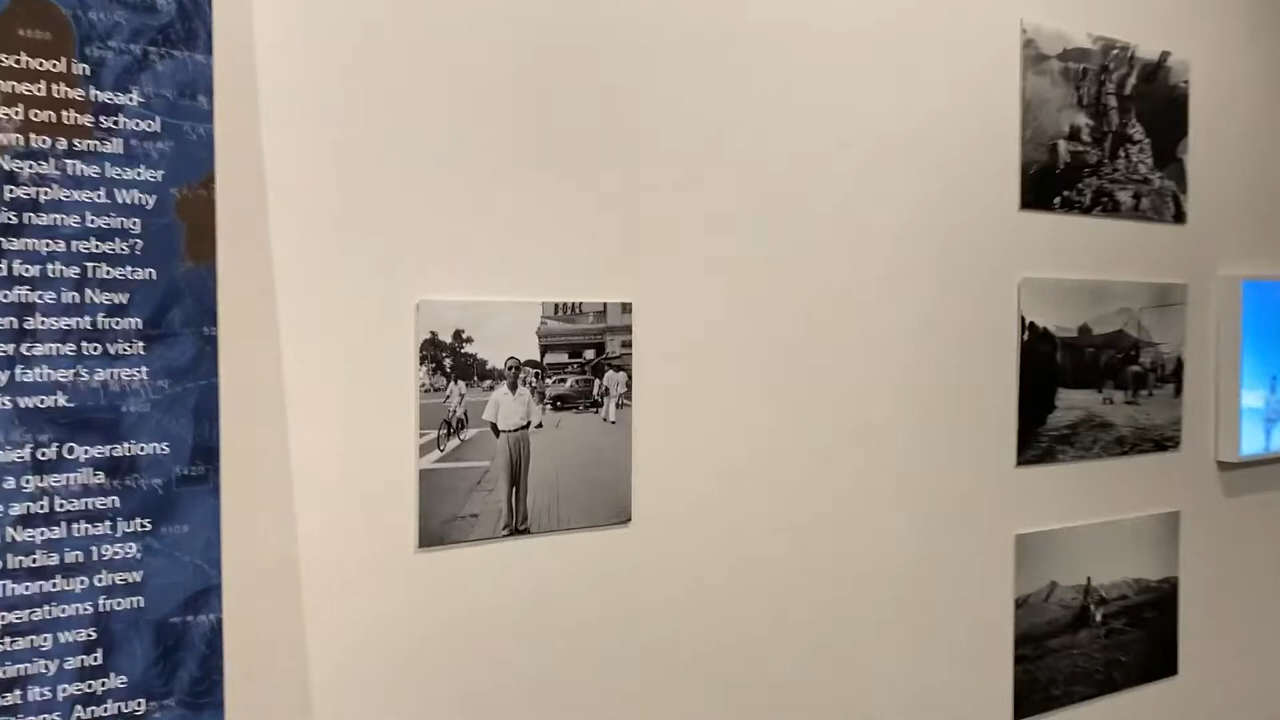 school in
nned the head-
ed on the school
wn to a small
Nepal. The leader
perplexed. Why
is name being
hampa rebels'?
d for the Tibetan
office in New
en absent from
er came to visit
y father's arrest
is work.
hief of Operations
a guerrilla
e and barren
Nepal that juts
India in 1959,
Thondup drew
perations from
stang was
ximity and
at its people
Andrug
B·O·A·C